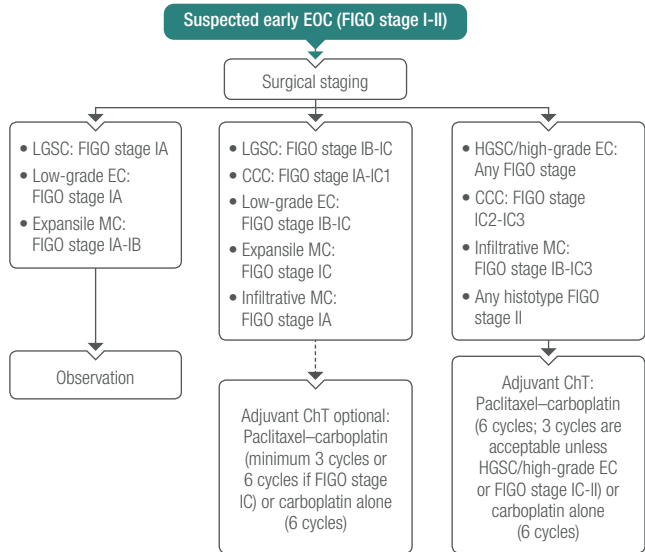 Suspected early EOC (FIGO stage I-II)
Surgical staging
• LGSC: FIGO stage IA
• Low-grade EC:
FIGO stage IA
• Expansile MC:
FIGO stage IA-IB
• LGSC: FIGO stage IB-IC
• CCC: FIGO stage IA-IC1
• Low-grade EC:
FIGO stage IB-IC
• Expansile MC:
FIGO stage IC
• Infiltrative MC:
FIGO stage IA
• HGSC/high-grade EC:
Any FIGO stage
• CCC: FIGO stage
IC2-IC3
• Infiltrative MC:
FIGO stage IB-IC3
• Any histotype FIGO
stage II
Observation
Adjuvant ChT optional:
Paclitaxel–carboplatin
(minimum 3 cycles or
6 cycles if FIGO stage
IC) or carboplatin alone
(6 cycles)
Adjuvant ChT:
Paclitaxel–carboplatin
(6 cycles; 3 cycles are
acceptable unless
HGSC/high-grade EC
or FIGO stage IC-II) or
carboplatin alone
(6 cycles)